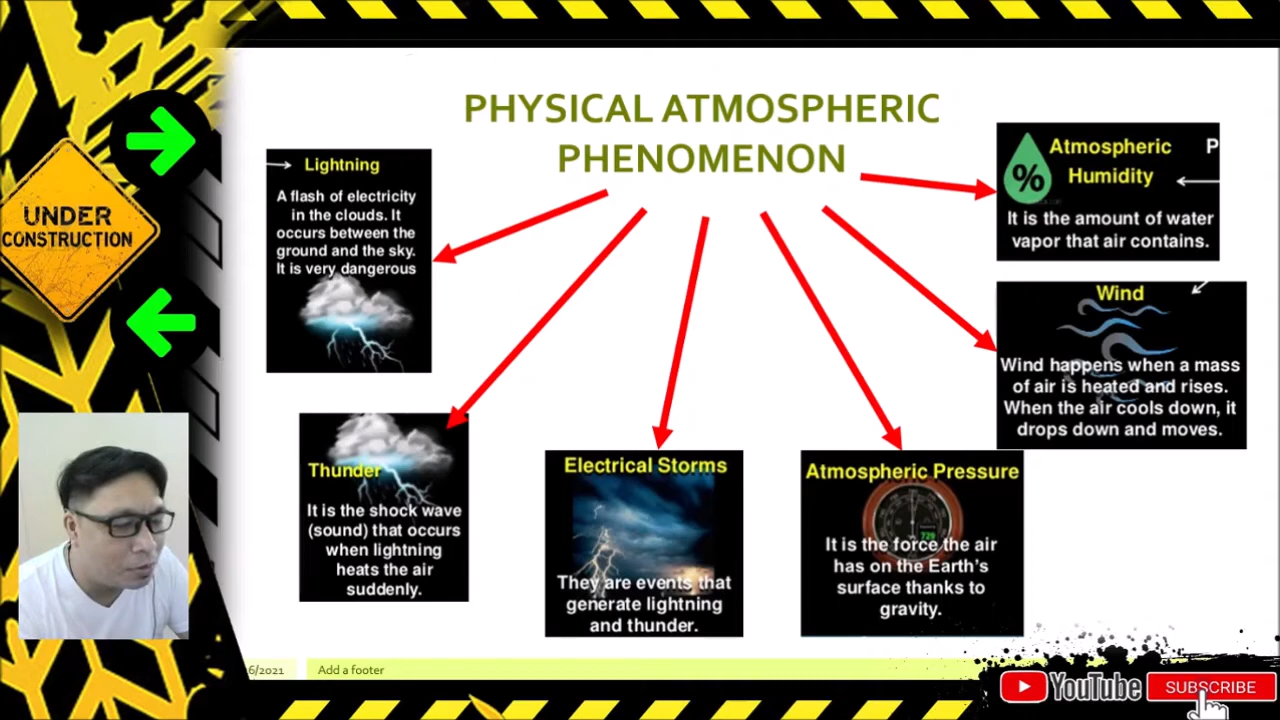 PHYSICAL ATMOSPHERIC
PHENOMENON
Lightning
A flash of electricity
in the clouds. It
occurs between the
ground and the sky.
It is very dangerous
Thunder
It is the shock wave
(sound) that occurs
when lightning
heats the air
suddenly.
Electrical Storms
They are events that
generate lightning
and thunder.
Atmospheric Pressure
729
It is the force the air
has on the Earth's
surface thanks to
gravity.
Atmospheric
Humidity
P
%
It is the amount of water
vapor that air contains.
Wind
Wind happens when a mass
of air is heated and rises.
When the air cools down, it
drops down and moves.
UNDER
CONSTRUCTION
6/2021
Add a footer
YouTube
SUBSCRIBE